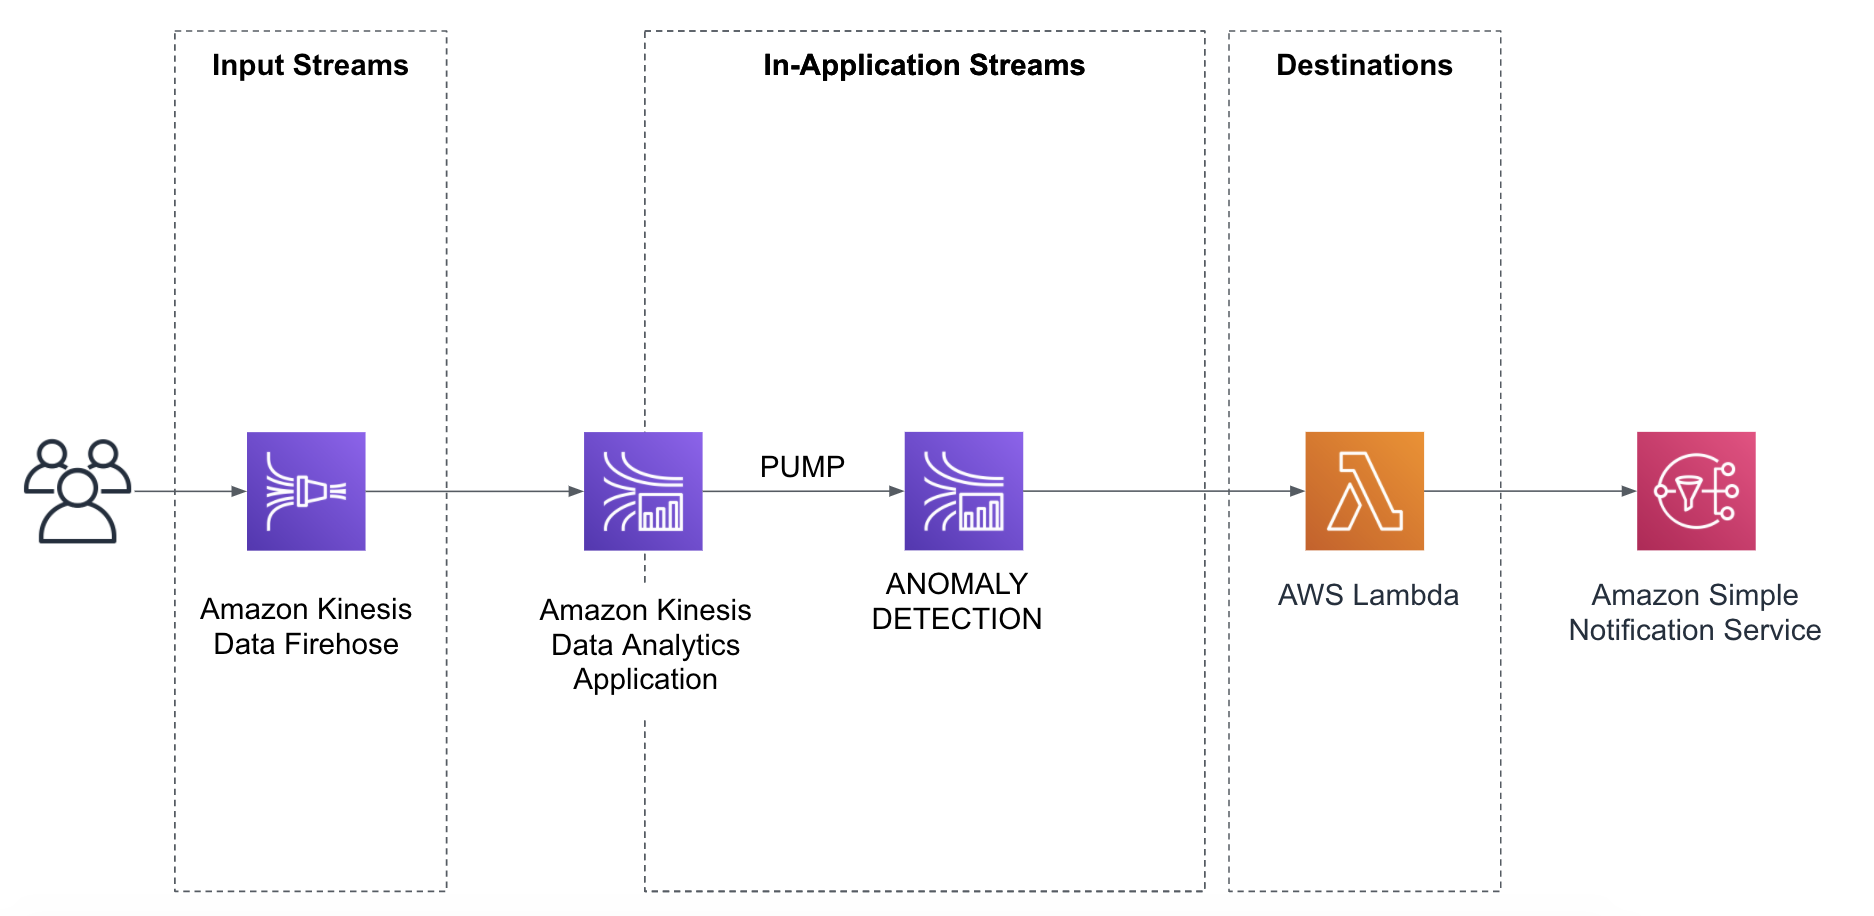 Input Streams
In-Application Streams
Destinations
PUMP
Amazon Kinesis
Data Firehose
Amazon Kinesis
Data Analytics
Application
ANOMALY
DETECTION
AWS Lambda
Amazon Simple
Notification Service